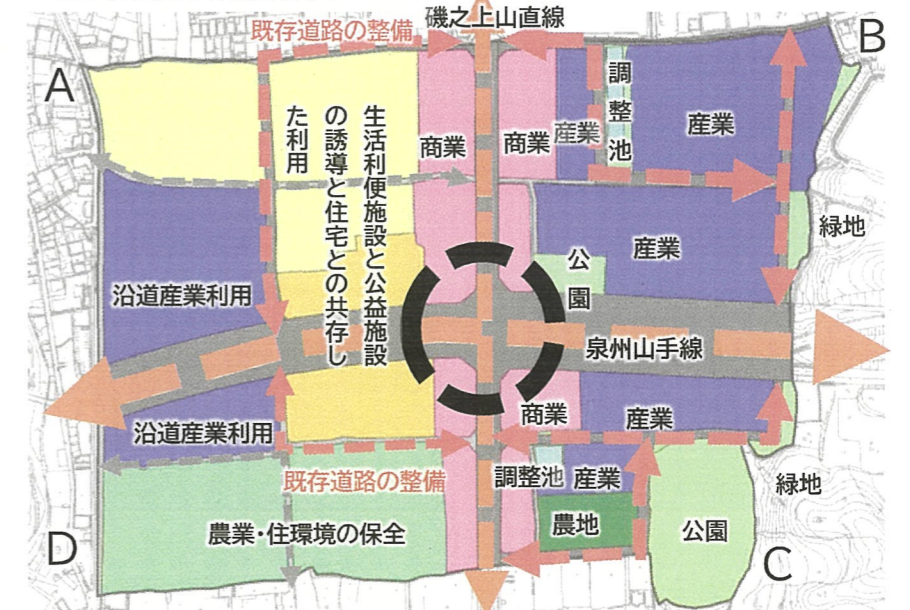 磯之上山直線
既存道路の整備
A
B
調整池
商業
商業
産業
産業
生活利便施設と公益施設
の誘導と住宅との共存し
た利用
緑地
産業
公園
沿道産業利用
泉州山手線
商業
産業
沿道産業利用
既存道路の整備
調整池
産業
緑地
農地
公園
農業・住環境の保全
D
C